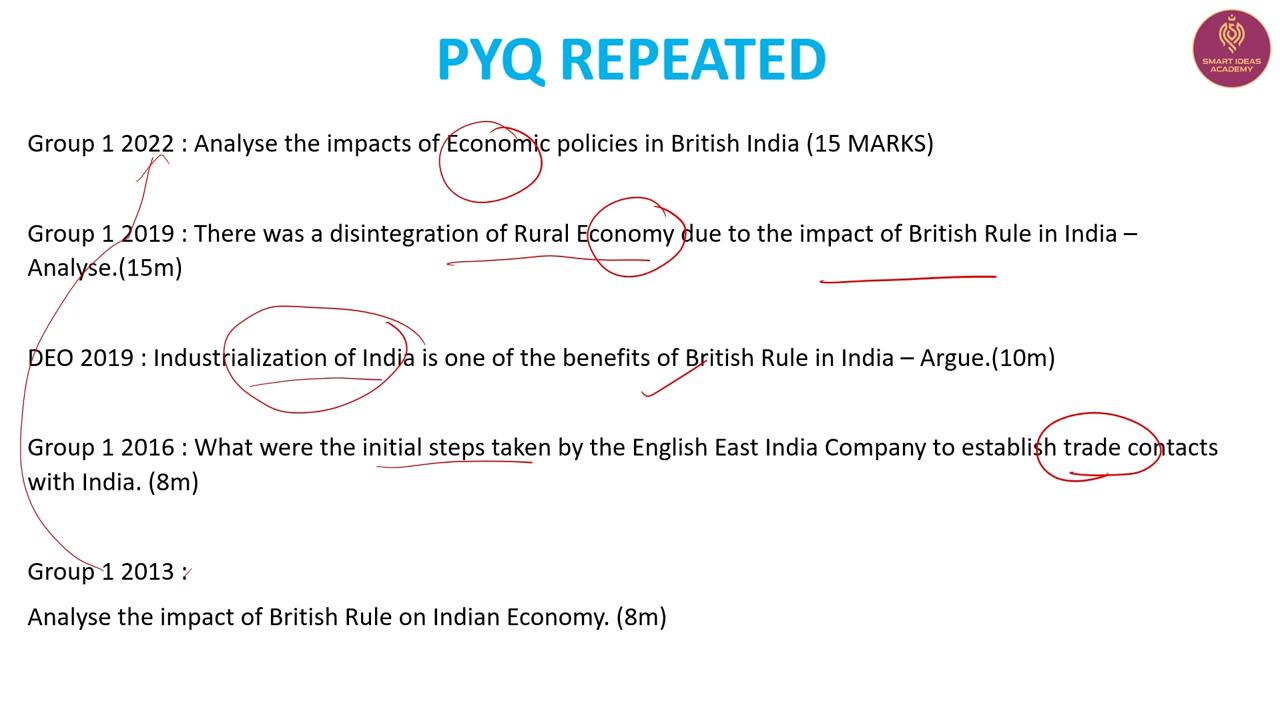 PYQ REPEATED
SMART IDEAS
ACADEMY
Group 1 2022 : Analyse the impacts of Economic policies in British India (15 MARKS)
Group 1 2019 : There was a disintegration of Rural Economy due to the impact of British Rule in India –
Analyse.(15m)
DEO 2019 : Industrialization of India is one of the benefits of British Rule in India – Argue.(10m)
Group 1 2016 : What were the initial steps taken by the English East India Company to establish trade contacts
with India. (8m)
Group 1 2013 :
Analyse the impact of British Rule on Indian Economy. (8m)